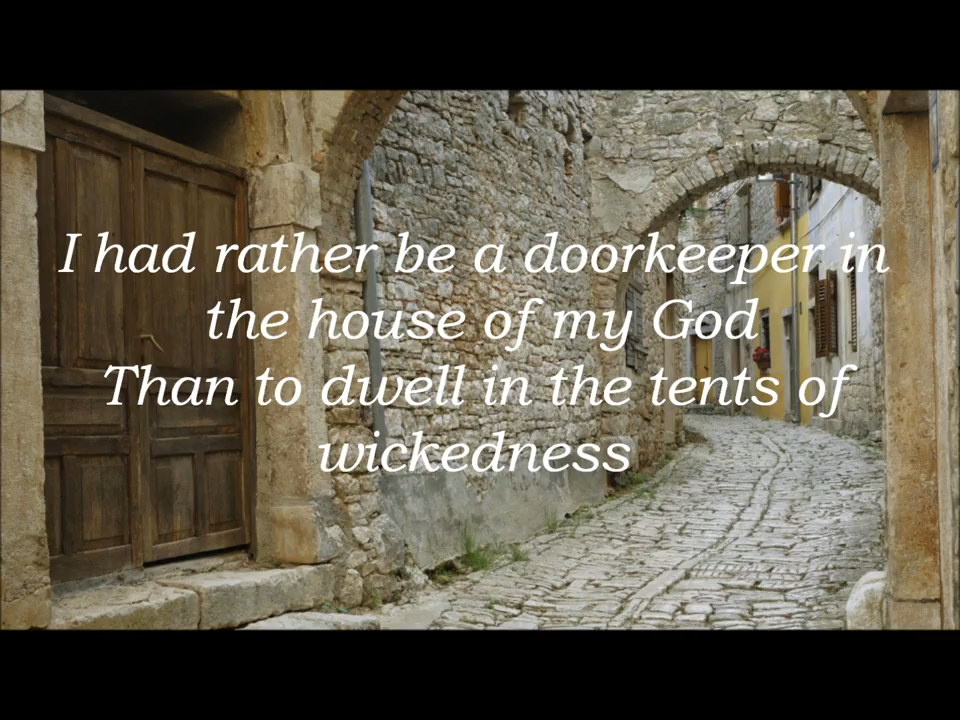 I had rather be a doorkeeper in
the house of my God
Than to dwell in the tents of
wickedness